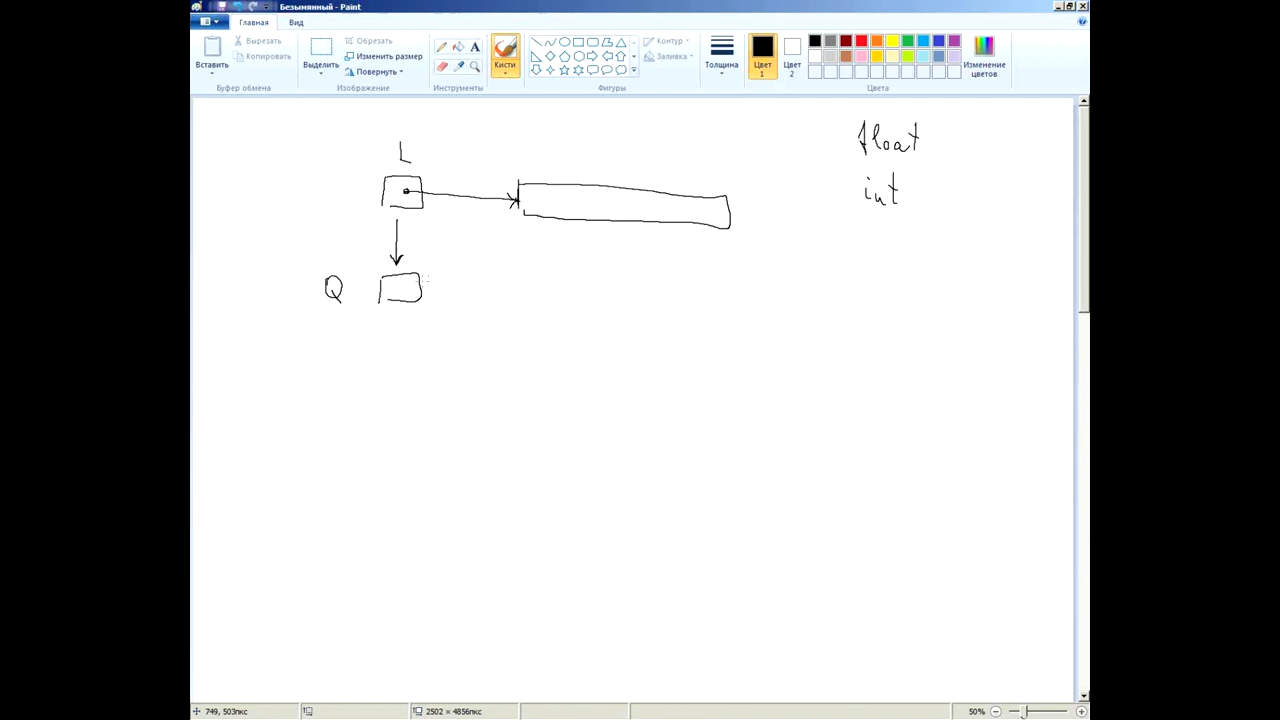 Безымянный - Paint
Главная Вид
Вставить
Вырезать
Копировать
Буфер обмена
Выделить
Обрезать
Изменить размер
Повернуть
Изображение
A
Инструменты
Кисти
Контур
Заливка
Фигуры
Толщина
Цвет 1
Цвет 2
Изменение цветов
Цвета
L
float
int
Q
749, 503пкс
2502 × 4856пкс
50%